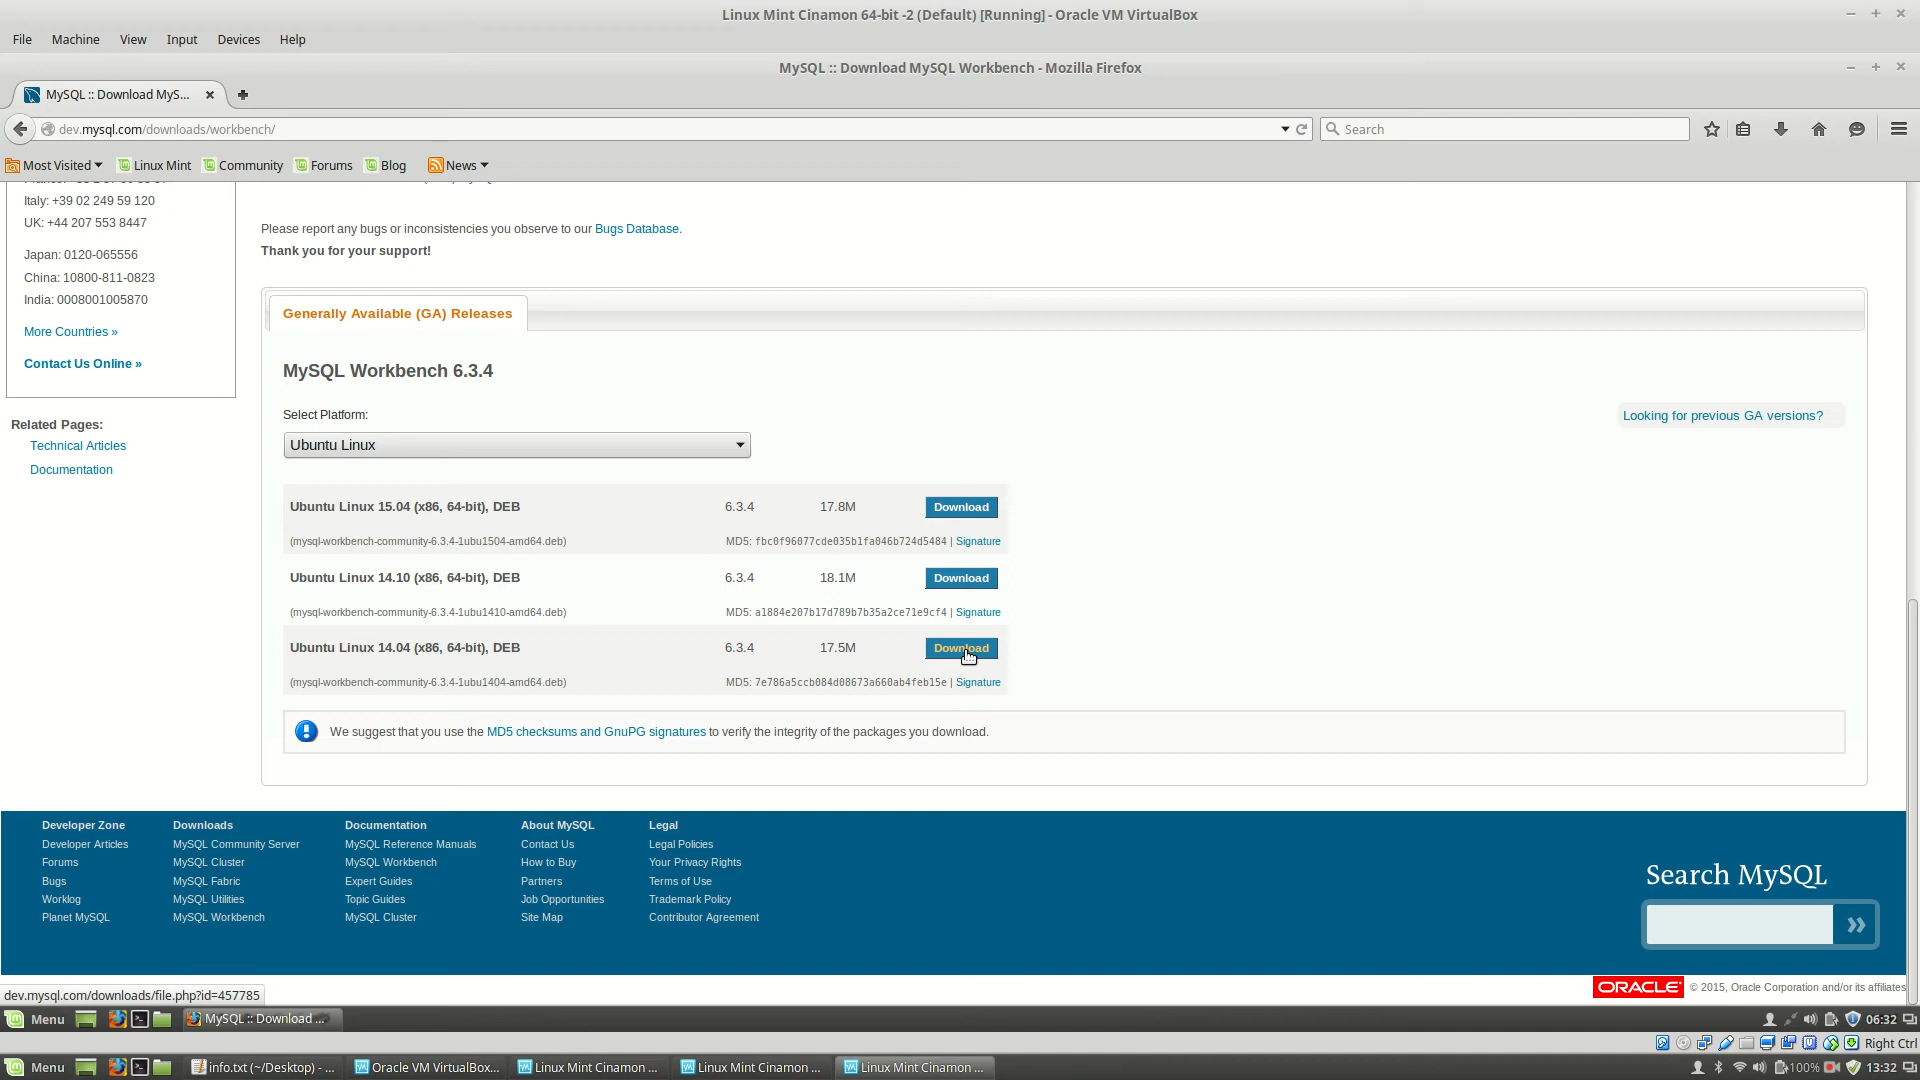 Linux Mint Cinamon 64-bit -2 (Default) [Running] - Oracle VM VirtualBox
File Machine View Input Devices Help
MySQL :: Download MySQL Workbench - Mozilla Firefox
MySQL :: Download MyS...
dev.mysql.com/downloads/workbench/
Search
Most Visited
Linux Mint
Community
Forums
Blog
News
Italy: +39 02 249 59 120
UK: +44 207 553 8447
Japan: 0120-065556
China: 10800-811-0823
India: 0008001005870
More Countries »
Contact Us Online »
Related Pages:
Technical Articles
Documentation
Please report any bugs or inconsistencies you observe to our Bugs Database.
Thank you for your support!
Generally Available (GA) Releases
MySQL Workbench 6.3.4
Select Platform:
Looking for previous GA versions?
Ubuntu Linux
Ubuntu Linux 15.04 (x86, 64-bit), DEB 6.3.4 17.8M Download
(mysql-workbench-community-6.3.4-1ubu1504-amd64.deb) MD5: fbc0f96077cde035b1fa046b724d5484 | Signature
Ubuntu Linux 14.10 (x86, 64-bit), DEB 6.3.4 18.1M Download
(mysql-workbench-community-6.3.4-1ubu1410-amd64.deb) MD5: a1884e207b17d789b7b35a2ce71e9cf4 | Signature
Ubuntu Linux 14.04 (x86, 64-bit), DEB 6.3.4 17.5M Download
(mysql-workbench-community-6.3.4-1ubu1404-amd64.deb) MD5: 7e786a5ccb084d08673a660ab4feb15e | Signature
We suggest that you use the MD5 checksums and GnuPG signatures to verify the integrity of the packages you download.
Developer Zone
Developer Articles
Forums
Bugs
Worklog
Planet MySQL
Downloads
MySQL Community Server
MySQL Cluster
MySQL Fabric
MySQL Utilities
MySQL Workbench
Documentation
MySQL Reference Manuals
MySQL Workbench
Expert Guides
Topic Guides
MySQL Cluster
About MySQL
Contact Us
How to Buy
Partners
Job Opportunities
Site Map
Legal
Legal Policies
Your Privacy Rights
Terms of Use
Trademark Policy
Contributor Agreement
Search MySQL
»
dev.mysql.com/downloads/file.php?id=457785
ORACLE © 2015, Oracle Corporation and/or its affiliates
Menu
MySQL :: Download ...
06:32
Right Ctrl
Menu
info.txt (~/Desktop) - ...
Oracle VM VirtualBox...
Linux Mint Cinamon ...
Linux Mint Cinamon ...
Linux Mint Cinamon ...
100%
13:32